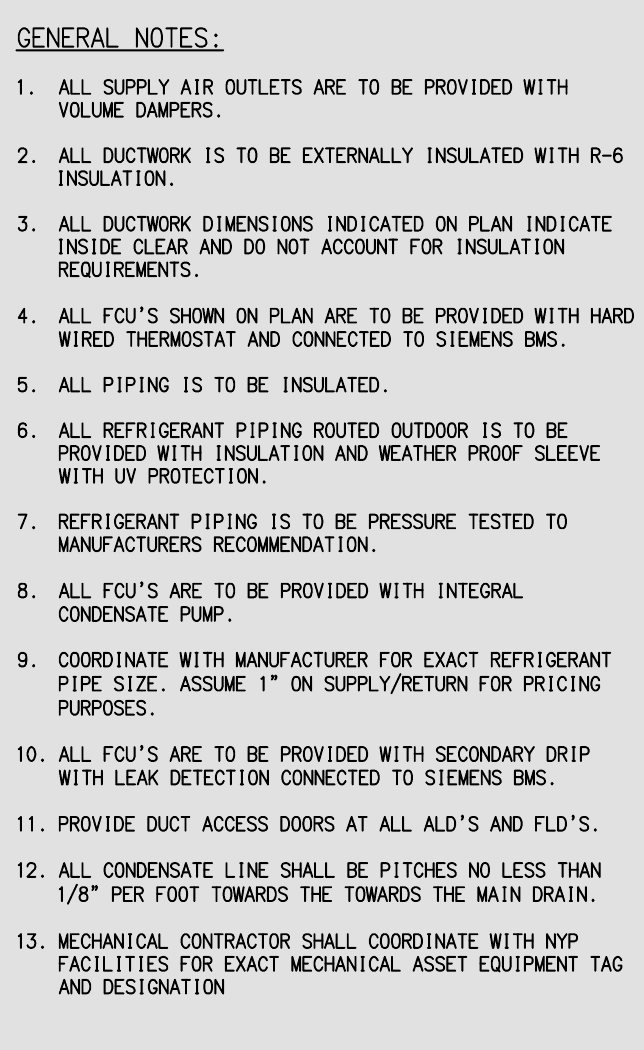 GENERAL NOTES:
1. ALL SUPPLY AIR OUTLETS ARE TO BE PROVIDED WITH
VOLUME DAMPERS.
2. ALL DUCTWORK IS TO BE EXTERNALLY INSULATED WITH R-6
INSULATION.
3. ALL DUCTWORK DIMENSIONS INDICATED ON PLAN INDICATE
INSIDE CLEAR AND DO NOT ACCOUNT FOR INSULATION
REQUIREMENTS.
4. ALL FCU'S SHOWN ON PLAN ARE TO BE PROVIDED WITH HARD
WIRED THERMOSTAT AND CONNECTED TO SIEMENS BMS.
5. ALL PIPING IS TO BE INSULATED.
6. ALL REFRIGERANT PIPING ROUTED OUTDOOR IS TO BE
PROVIDED WITH INSULATION AND WEATHER PROOF SLEEVE
WITH UV PROTECTION.
7. REFRIGERANT PIPING IS TO BE PRESSURE TESTED TO
MANUFACTURERS RECOMMENDATION.
8. ALL FCU'S ARE TO BE PROVIDED WITH INTEGRAL
CONDENSATE PUMP.
9. COORDINATE WITH MANUFACTURER FOR EXACT REFRIGERANT
PIPE SIZE. ASSUME 1" ON SUPPLY/RETURN FOR PRICING
PURPOSES.
10. ALL FCU'S ARE TO BE PROVIDED WITH SECONDARY DRIP
WITH LEAK DETECTION CONNECTED TO SIEMENS BMS.
11. PROVIDE DUCT ACCESS DOORS AT ALL ALD'S AND FLD'S.
12. ALL CONDENSATE LINE SHALL BE PITCHES NO LESS THAN
1/8" PER FOOT TOWARDS THE TOWARDS THE MAIN DRAIN.
13. MECHANICAL CONTRACTOR SHALL COORDINATE WITH NYP
FACILITIES FOR EXACT MECHANICAL ASSET EQUIPMENT TAG
AND DESIGNATION